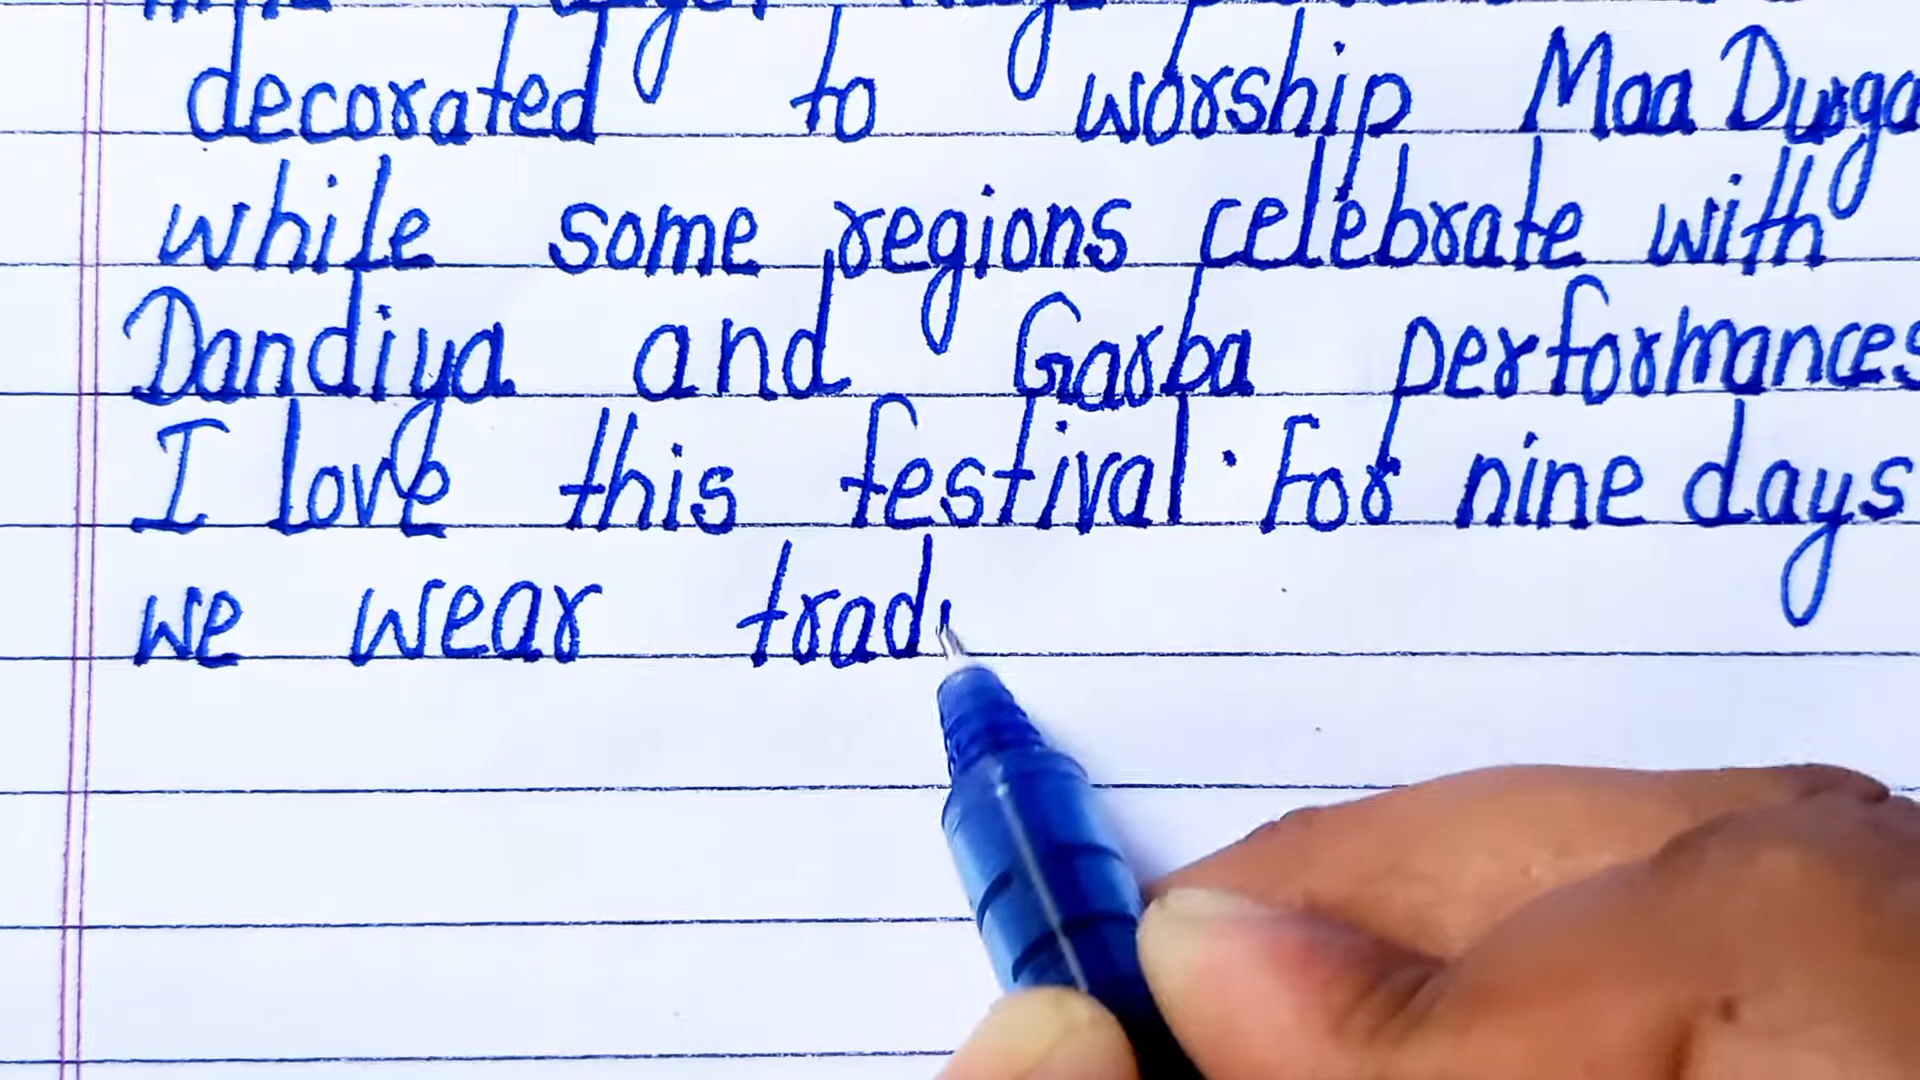 decorated to worship Maa Durga
while some regions celebrate with
Dandiya and Garba performances
I love this festival. For nine days
we wear tradi